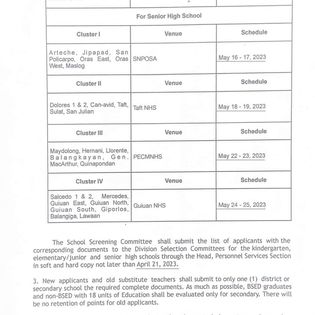 For Senior High School
Cluster I Venue Schedule
Arteche, Jipapad, San
Policarpo, Oras East, Oras
West, Maslog
SNPOSA
May 16 - 17, 2023
Cluster II Venue Schedule
Dolores 1 & 2, Can-avid, Taft,
Sulat, San Julian
Taft NHS
May 18 - 19, 2023
Cluster III Venue Schedule
Maydolong, Hernani, Llorente,
Balangkayan, Gen.
MacArthur, Quinapondan
PECMNHS
May 22 - 23, 2023
Cluster IV Venue Schedule
Salcedo 1 & 2, Mercedes,
Guiuan East, Guiuan North,
Guiuan South, Giporlos,
Balangiga, Lawaan
Guiuan NHS
May 24 - 25, 2023
The School Screening Committee shall submit the list of applicants with the
corresponding documents to the Division Selection Committees for the kindergarten,
elementary/junior and senior high schools through the Head, Personnel Services Section
in soft and hard copy not later than April 21, 2023.
3. New applicants and old substitute teachers shall submit to only one (1) district or
secondary school the required complete documents. As much as possible, BSED graduates
and non-BSED with 18 units of Education shall be evaluated only for secondary. There will
be no retention of points for old applicants.